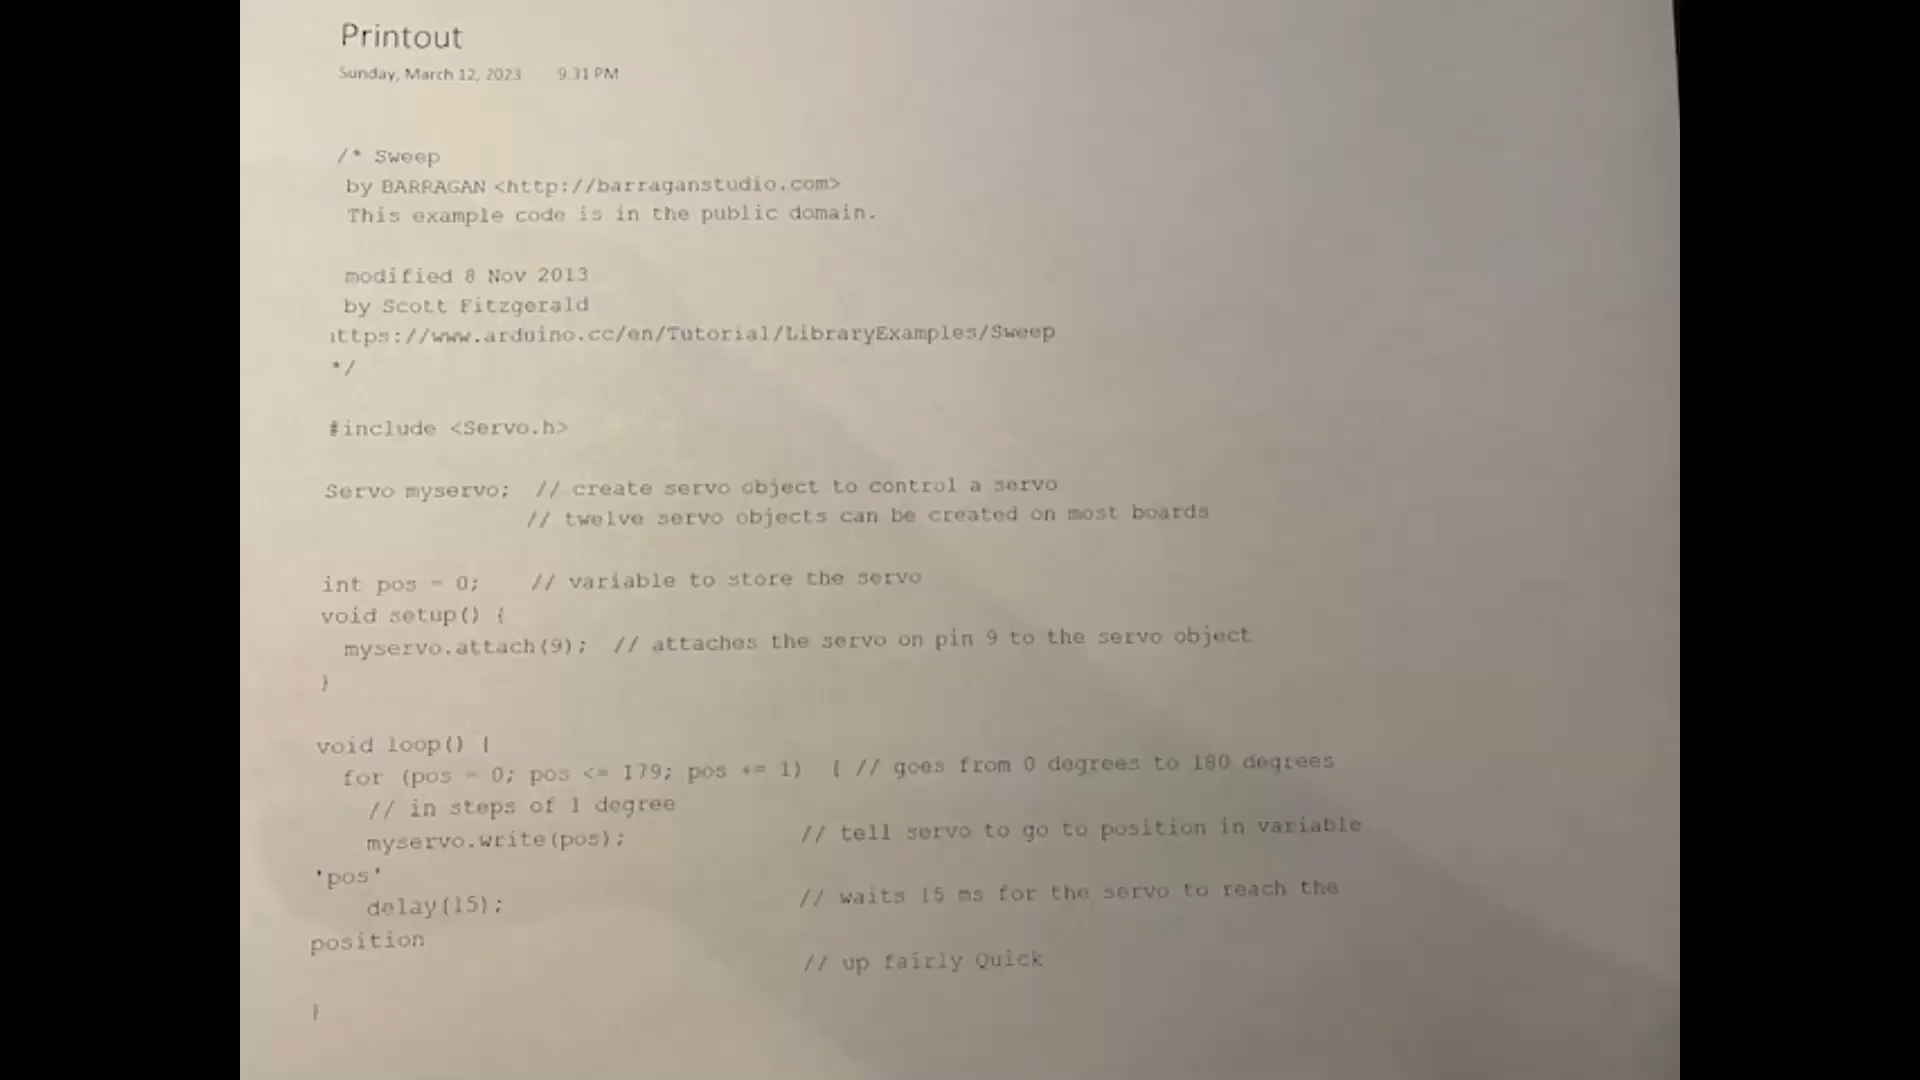 Printout
Sunday, March 12, 2023 9:31 PM
/* Sweep
by BARRAGAN <http://barraganstudio.com>
This example code is in the public domain.
modified 8 Nov 2013
by Scott Fitzgerald
ttps://www.arduino.cc/en/Tutorial/LibraryExamples/Sweep
*/
#include <Servo.h>
Servo myservo; // create servo object to control a servo
// twelve servo objects can be created on most boards
int pos = 0; // variable to store the servo
void setup() {
myservo.attach(9); // attaches the servo on pin 9 to the servo object
}
void loop() {
for (pos = 0; pos <= 179; pos += 1) { // goes from 0 degrees to 180 degrees
// in steps of 1 degree
myservo.write(pos); // tell servo to go to position in variable
'pos'
delay(15); // waits 15 ms for the servo to reach the
position
// up fairly Quick
}